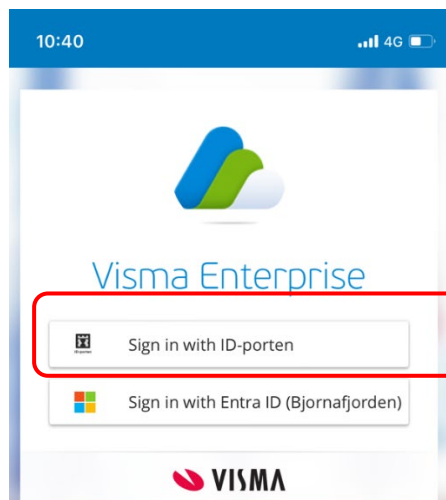 10:40
4G
Visma Enterprise
Sign in with ID-porten
Sign in with Entra ID (Bjornafjorden)
VISMA